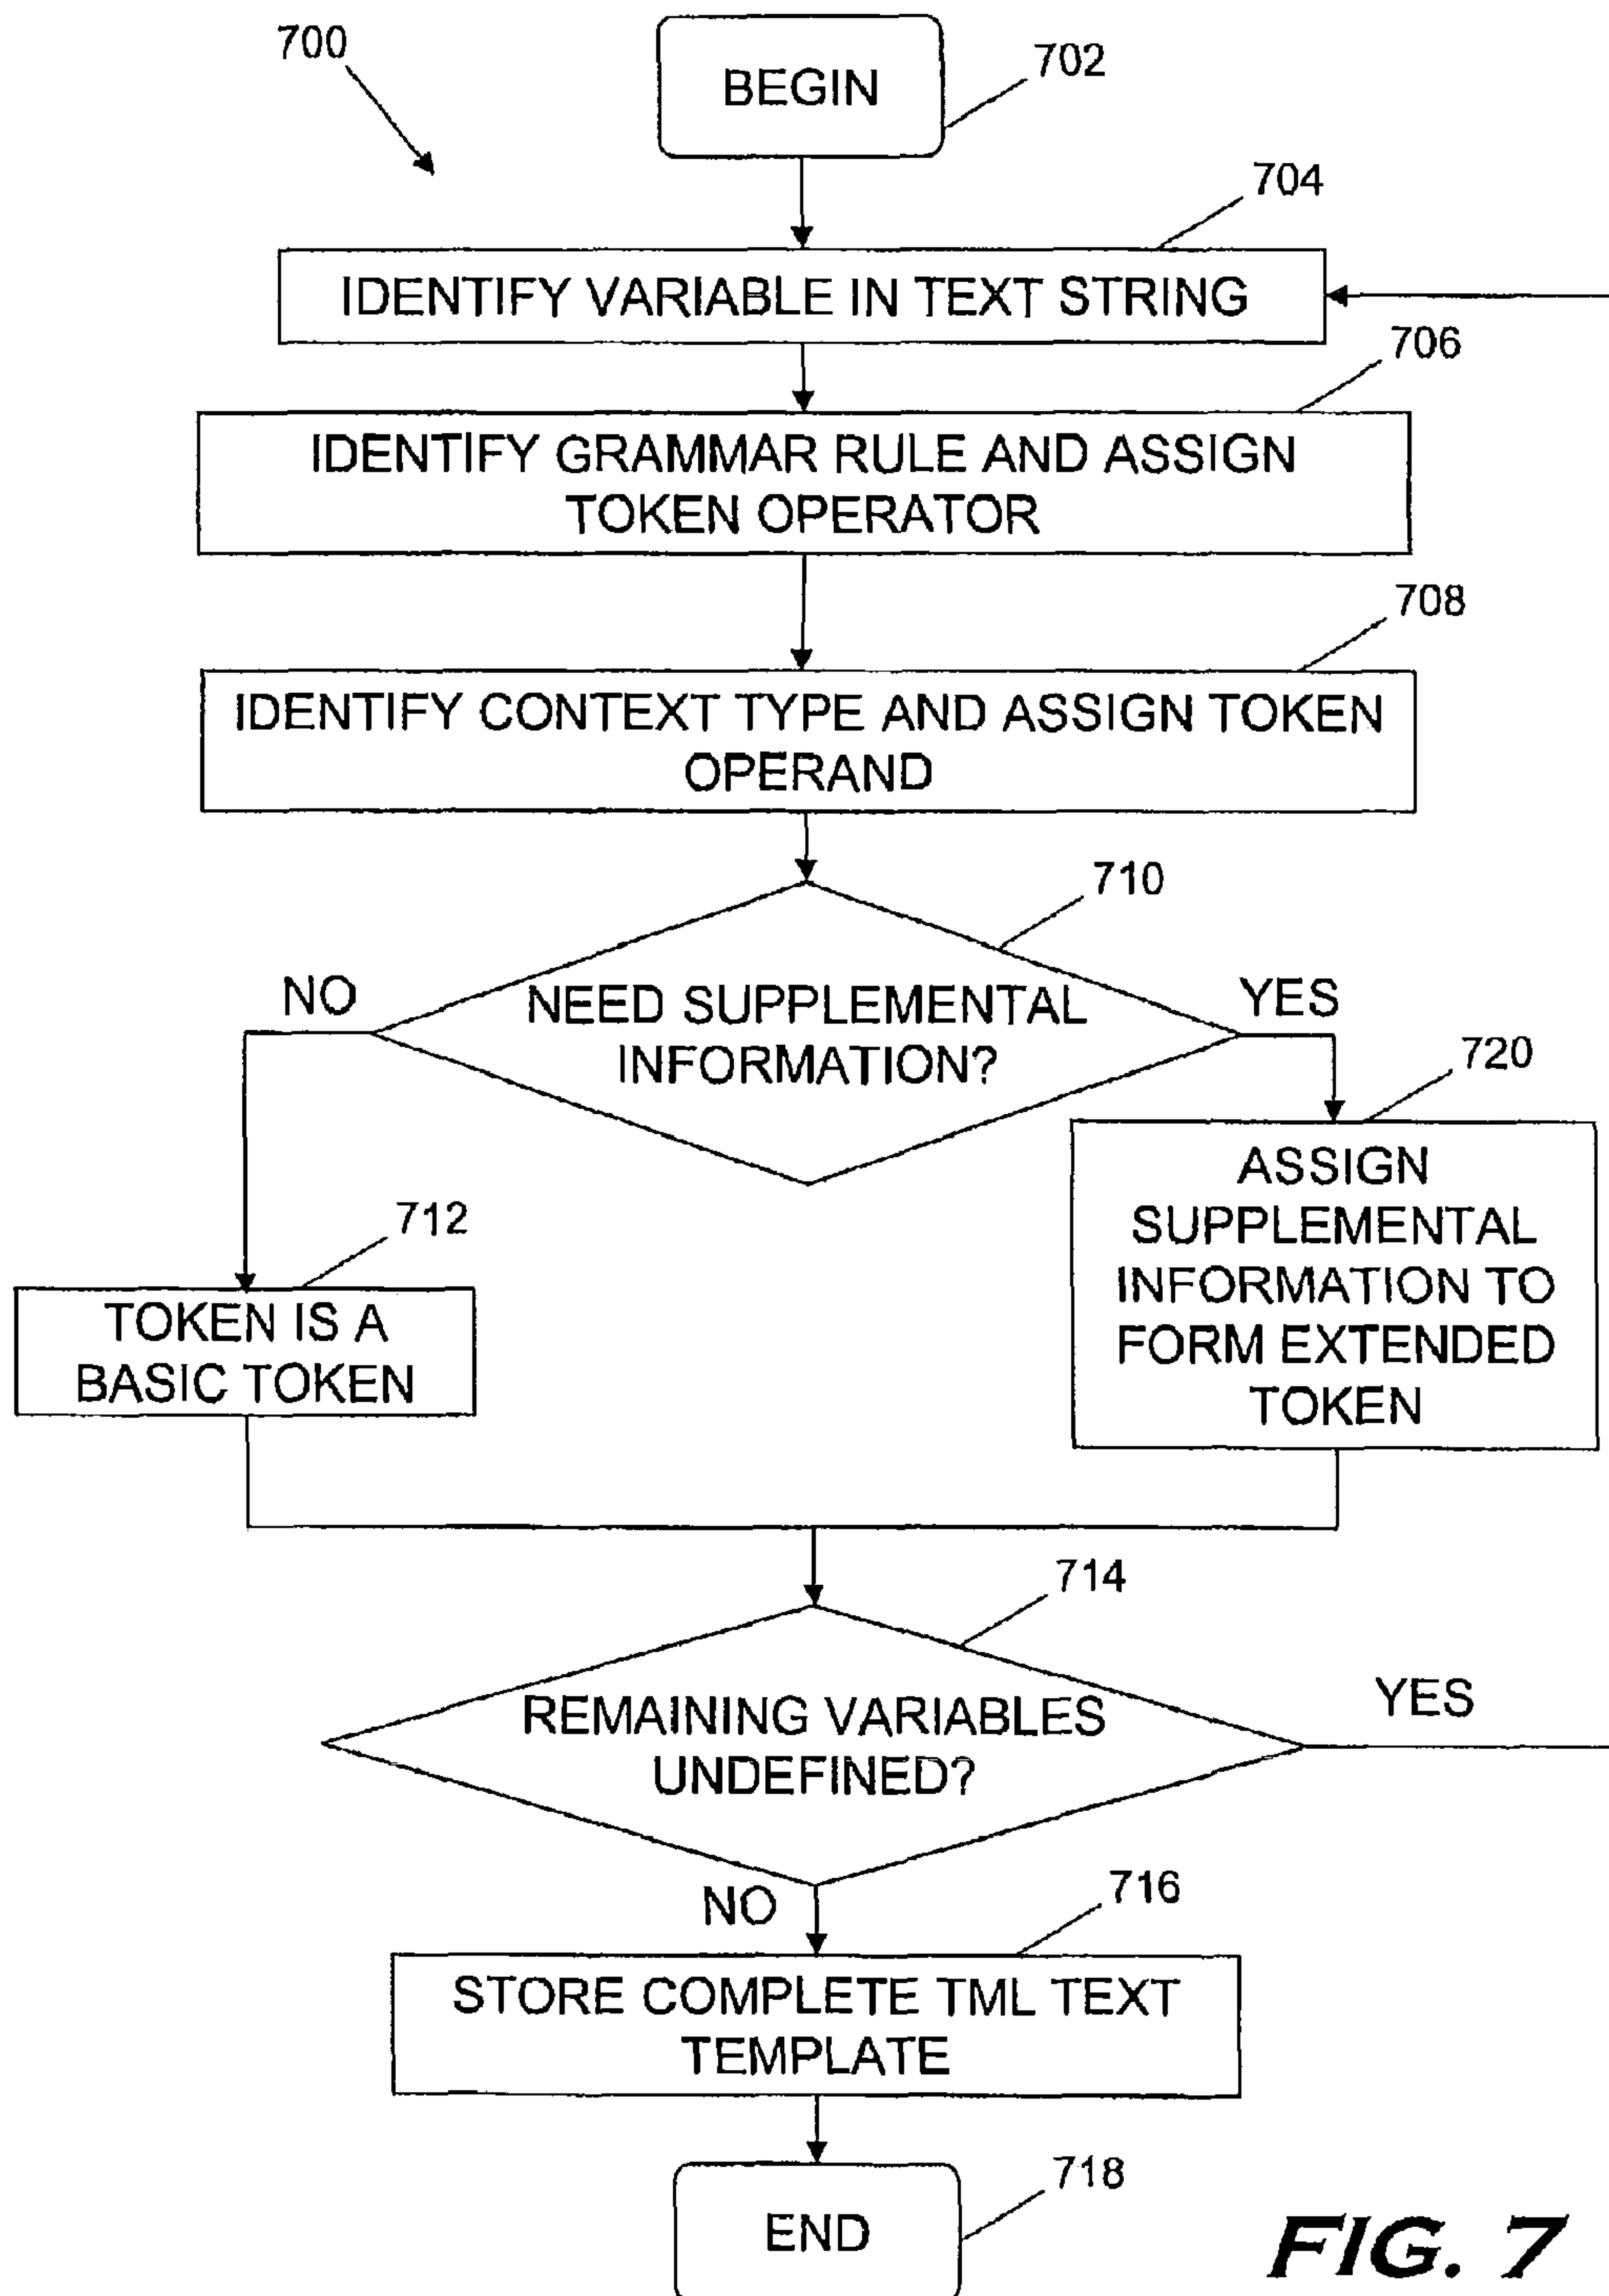 700
BEGIN
702
704
IDENTIFY VARIABLE IN TEXT STRING
706
IDENTIFY GRAMMAR RULE AND ASSIGN
TOKEN OPERATOR
708
IDENTIFY CONTEXT TYPE AND ASSIGN TOKEN
OPERAND
710
NO
NEED SUPPLEMENTAL
INFORMATION?
YES
720
712
TOKEN IS A
BASIC TOKEN
ASSIGN
SUPPLEMENTAL
INFORMATION TO
FORM EXTENDED
TOKEN
714
REMAINING VARIABLES
UNDEFINED?
YES
NO
716
STORE COMPLETE TML TEXT
TEMPLATE
718
END
FIG. 7